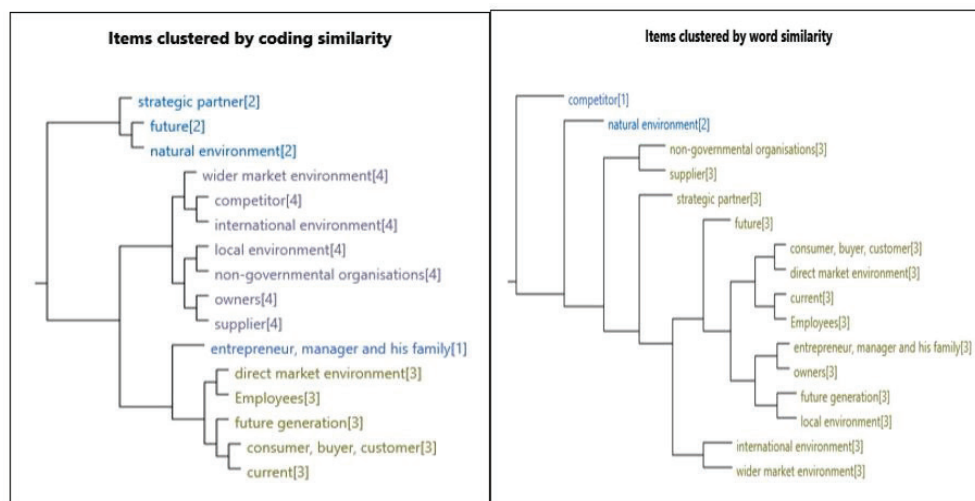 Items clustered by coding similarity
strategic partner[2]
future[2]
natural environment[2]
wider market environment[4]
competitor[4]
international environment[4]
local environment[4]
non-governmental organisations[4]
owners[4]
supplier[4]
entrepreneur, manager and his family[1]
direct market environment[3]
Employees[3]
future generation[3]
consumer, buyer, customer[3]
current[3]
Items clustered by word similarity
competitor[1]
natural environment[2]
non-governmental organisations[3]
supplier[3]
strategic partner[3]
future[3]
consumer, buyer, customer[3]
direct market environment[3]
current[3]
Employees[3]
entrepreneur, manager and his family[3]
owners[3]
future generation[3]
local environment[3]
international environment[3]
wider market environment[3]